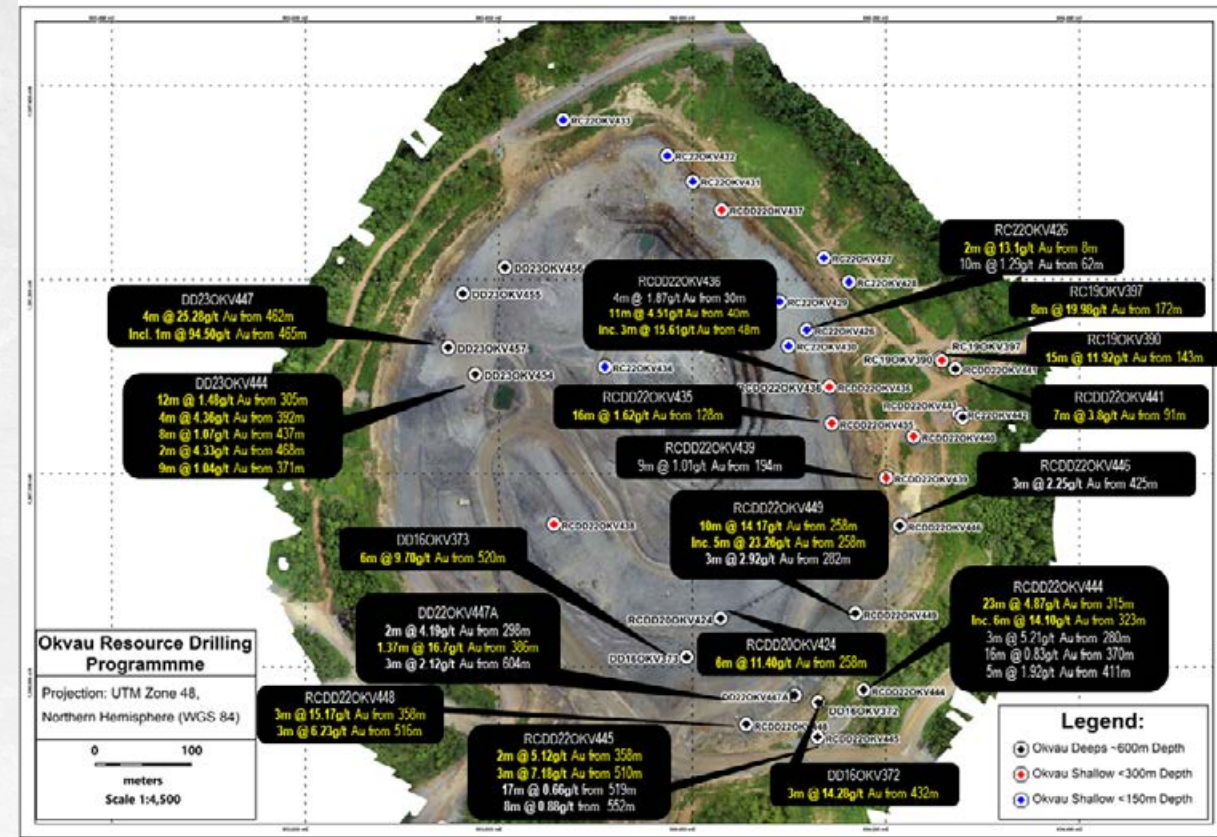 RC22OKV433
RC22OKV432
RC22OKV431
RCDD22OKV437
RC22OKV427
RC22OKV428
RC22OKV429
RC22OKV426
RC22OKV430
DD23OKV456
DD23OKV455
DD23OKV457
DD23OKV454
RC22OKV434
RC22OKV426
2m @ 13.1g/t Au from 8m
10m @ 1.29g/t Au from 62m
RCDD22OKV436
4m @ 1.87g/t Au from 30m
11m @ 4.51g/t Au from 40m
Inc. 3m @ 15.61g/t Au from 48m
RC19OKV397
8m @ 19.98g/t Au from 172m
DD23OKV447
4m @ 25.28g/t Au from 462m
Incl. 1m @ 94.50g/t Au from 465m
RC19OKV397
RC19OKV390
RCDD22OKV441
RC19OKV390
15m @ 11.92g/t Au from 143m
DD23OKV444
12m @ 1.48g/t Au from 305m
4m @ 4.36g/t Au from 392m
8m @ 1.07g/t Au from 437m
2m @ 4.33g/t Au from 468m
9m @ 1.04g/t Au from 371m
RCDD22OKV436
RCDD22OKV436
RCDD22OKV435
16m @ 1.62g/t Au from 128m
RCDD22OKV435
RCDD22OKV443
RC22OKV442
RCDD22OKV440
RCDD22OKV441
7m @ 3.8g/t Au from 91m
RCDD22OKV439
9m @ 1.01g/t Au from 194m
RCDD22OKV439
RCDD22OKV446
3m @ 2.25g/t Au from 425m
RCDD22OKV446
RCDD22OKV438
RCDD22OKV449
10m @ 14.17g/t Au from 258m
Inc. 5m @ 23.26g/t Au from 258m
3m @ 2.92g/t Au from 282m
RCDD22OKV449
DD16OKV373
6m @ 9.70g/t Au from 520m
RCDD20OKV424
DD16OKV373
RCDD20OKV424
6m @ 11.40g/t Au from 258m
RCDD22OKV444
23m @ 4.87g/t Au from 315m
Inc. 6m @ 14.10g/t Au from 323m
3m @ 5.21g/t Au from 280m
16m @ 0.83g/t Au from 370m
5m @ 1.92g/t Au from 411m
DD22OKV447A
2m @ 4.19g/t Au from 298m
1.37m @ 16.7g/t Au from 386m
3m @ 2.12g/t Au from 604m
DD22OKV447A
RCDD22OKV444
DD16OKV372
RCDD22OKV448
RCDD22OKV445
RCDD22OKV448
3m @ 15.17g/t Au from 358m
3m @ 6.23g/t Au from 516m
RCDD22OKV445
2m @ 5.12g/t Au from 358m
3m @ 7.18g/t Au from 510m
17m @ 0.66g/t from 519m
8m @ 0.88g/t from 552m
DD16OKV372
3m @ 14.28g/t Au from 432m
Okvau Resource Drilling
Programmme
Projection: UTM Zone 48,
Northern Hemisphere (WGS 84)
0 100
meters
Scale 1:4,500
Legend:
Okvau Deeps ~600m Depth
Okvau Shallow <300m Depth
Okvau Shallow <150m Depth